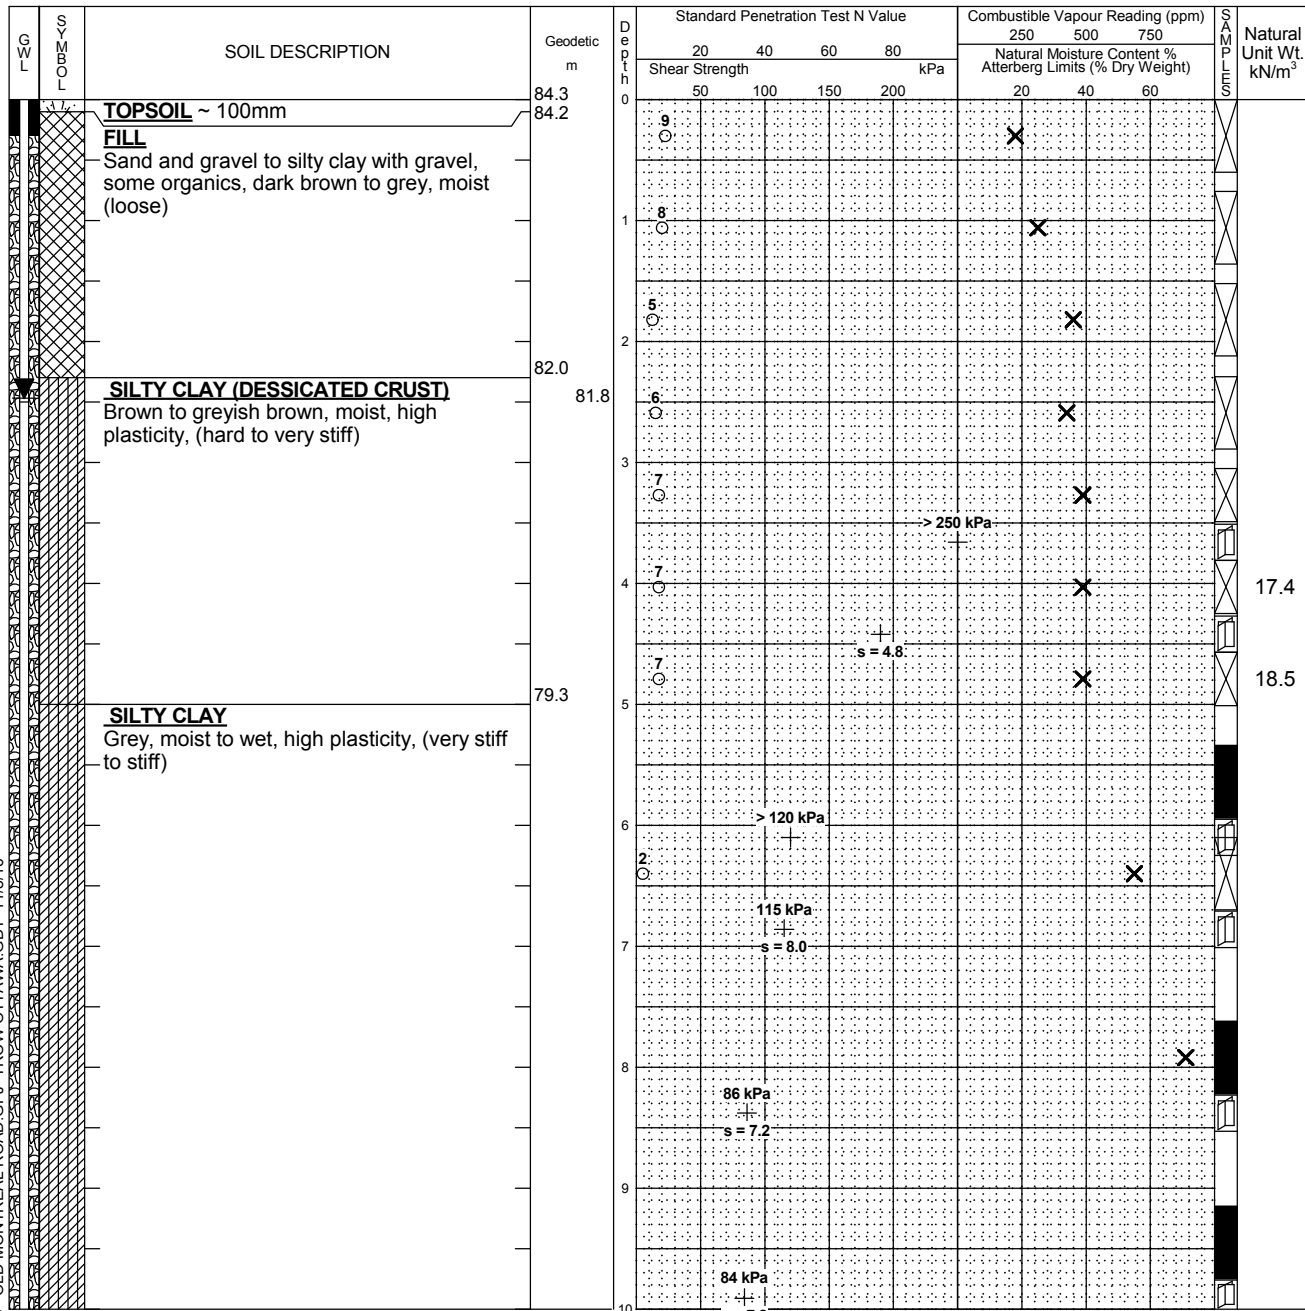 GWL
SYMBOL
SOIL DESCRIPTION
Geodetic
m
Depth
Standard Penetration Test N Value
20 40 60 80
Shear Strength kPa
50 100 150 200
Combustible Vapour Reading (ppm)
250 500 750
Natural Moisture Content %
Atterberg Limits (% Dry Weight)
20 40 60
SAMPLES
Natural
Unit Wt.
kN/m³
84.3
0
TOPSOIL ~ 100mm
84.2
FILL
Sand and gravel to silty clay with gravel,
some organics, dark brown to grey, moist
(loose)
9
1
8
5
2
82.0
SILTY CLAY (DESSICATED CRUST)
81.8
Brown to greyish brown, moist, high
plasticity, (hard to very stiff)
6
3
7
> 250 kPa
4
7
17.4
s = 4.8
7
18.5
79.3
5
SILTY CLAY
Grey, moist to wet, high plasticity, (very stiff
to stiff)
> 120 kPa
6
2
115 kPa
7
s = 8.0
8
86 kPa
s = 7.2
9
84 kPa
10